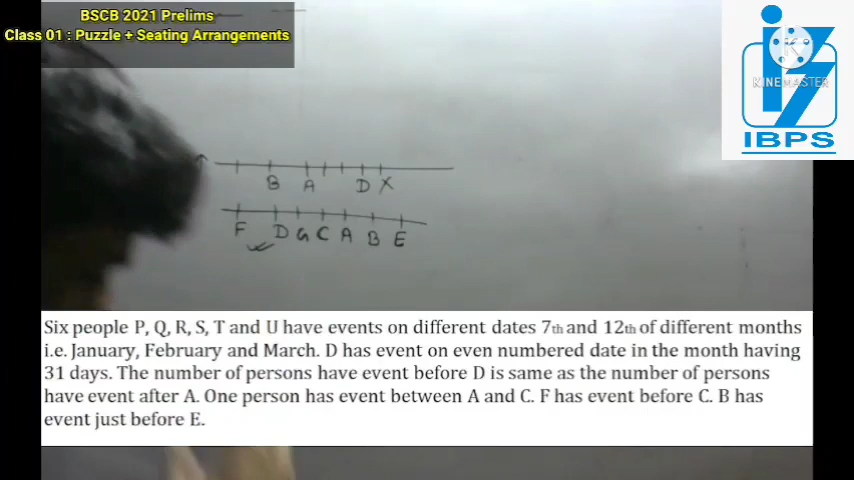 BSCB 2021 Prelims
Class 01 : Puzzle + Seating Arrangements
KINEMASTER
IBPS
B A D X
F D G C A B E
Six people P, Q, R, S, T and U have events on different dates 7th and 12th of different months
i.e. January, February and March. D has event on even numbered date in the month having
31 days. The number of persons have event before D is same as the number of persons
have event after A. One person has event between A and C. F has event before C. B has
event just before E.